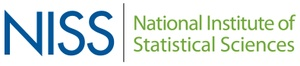 NISS
National Institute of
Statistical Sciences